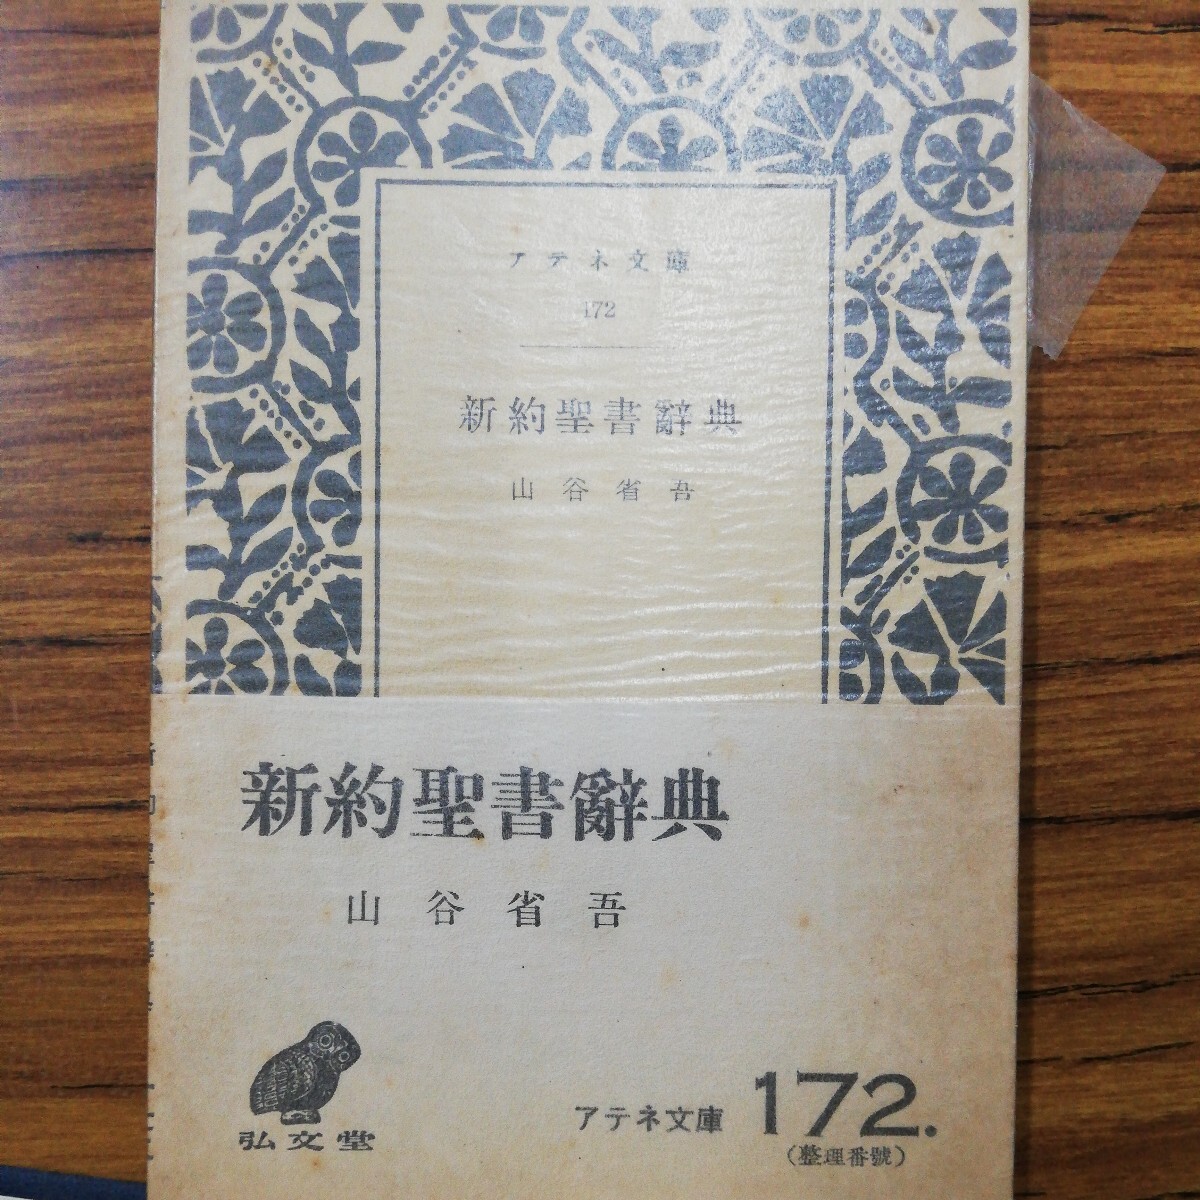 アテネ文庫
172
新約聖書辭典
山谷省吾
新約聖書辭典
山谷省吾
弘文堂
アテネ文庫 172.
（整理番號）